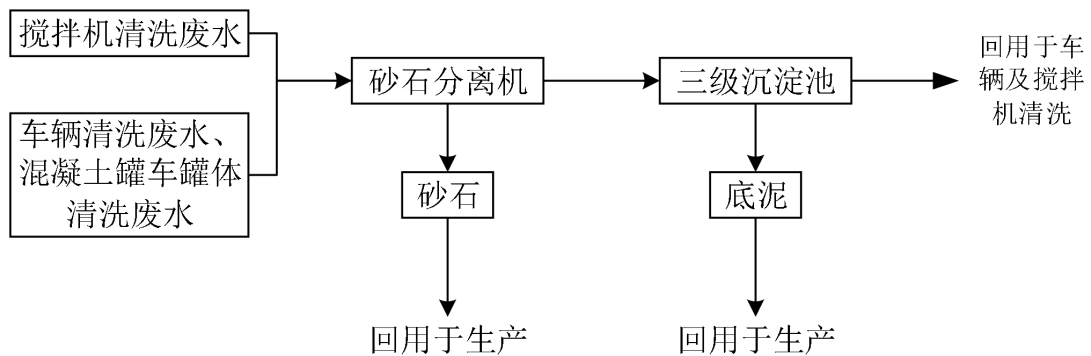 搅拌机清洗废水
车辆清洗废水、
混凝土罐车罐体
清洗废水
砂石分离机
三级沉淀池
回用于车
辆及搅拌
机清洗
砂石
底泥
回用于生产
回用于生产